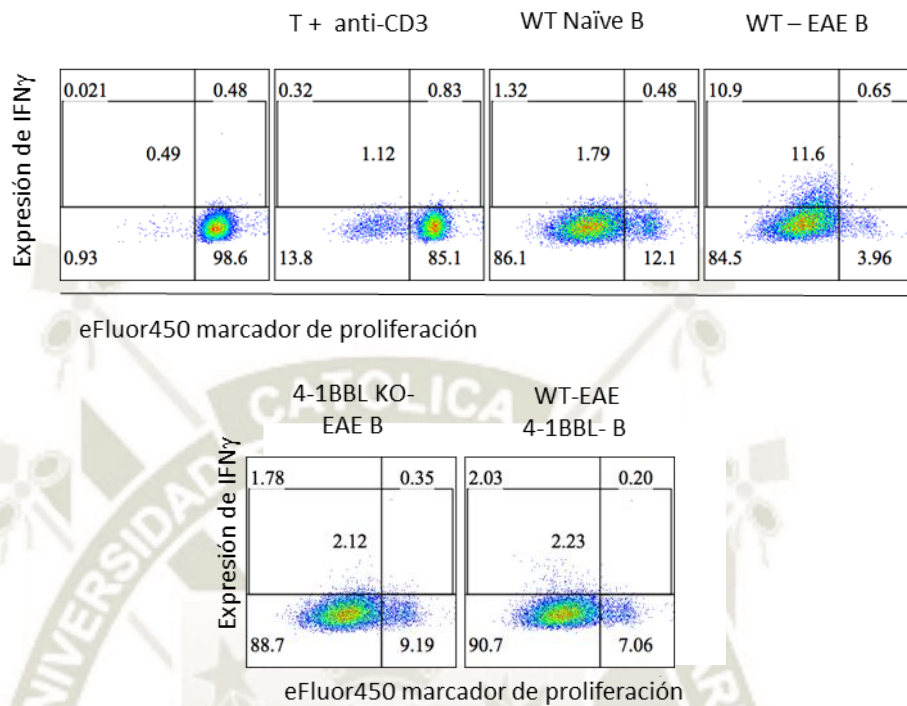 T + anti-CD3
WT Naïve B
WT – EAE B
Expresión de IFNγ
0.021
0.48
0.49
0.93
98.6
0.32
0.83
1.12
13.8
85.1
1.32
0.48
1.79
86.1
12.1
10.9
0.65
11.6
84.5
3.96
eFluor450 marcador de proliferación
CATOLICA
UNIVERSIDAD
4-1BBL KO-
EAE B
WT-EAE
4-1BBL- B
Expresión de IFNγ
1.78
0.35
2.12
88.7
9.19
2.03
0.20
2.23
90.7
7.06
eFluor450 marcador de proliferación